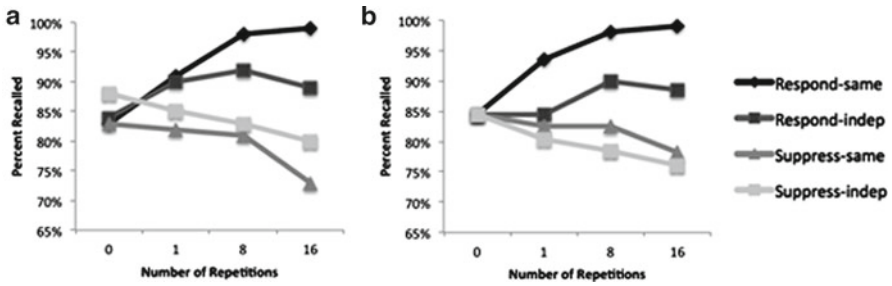 a
100%
95%
90%
85%
80%
75%
70%
65%
Percent Recalled
0 1 8 16
Number of Repetitions
b
100%
95%
90%
85%
80%
75%
70%
65%
Percent Recalled
0 1 8 16
Number of Repetitions
Respond-same
Respond-indep
Suppress-same
Suppress-indep